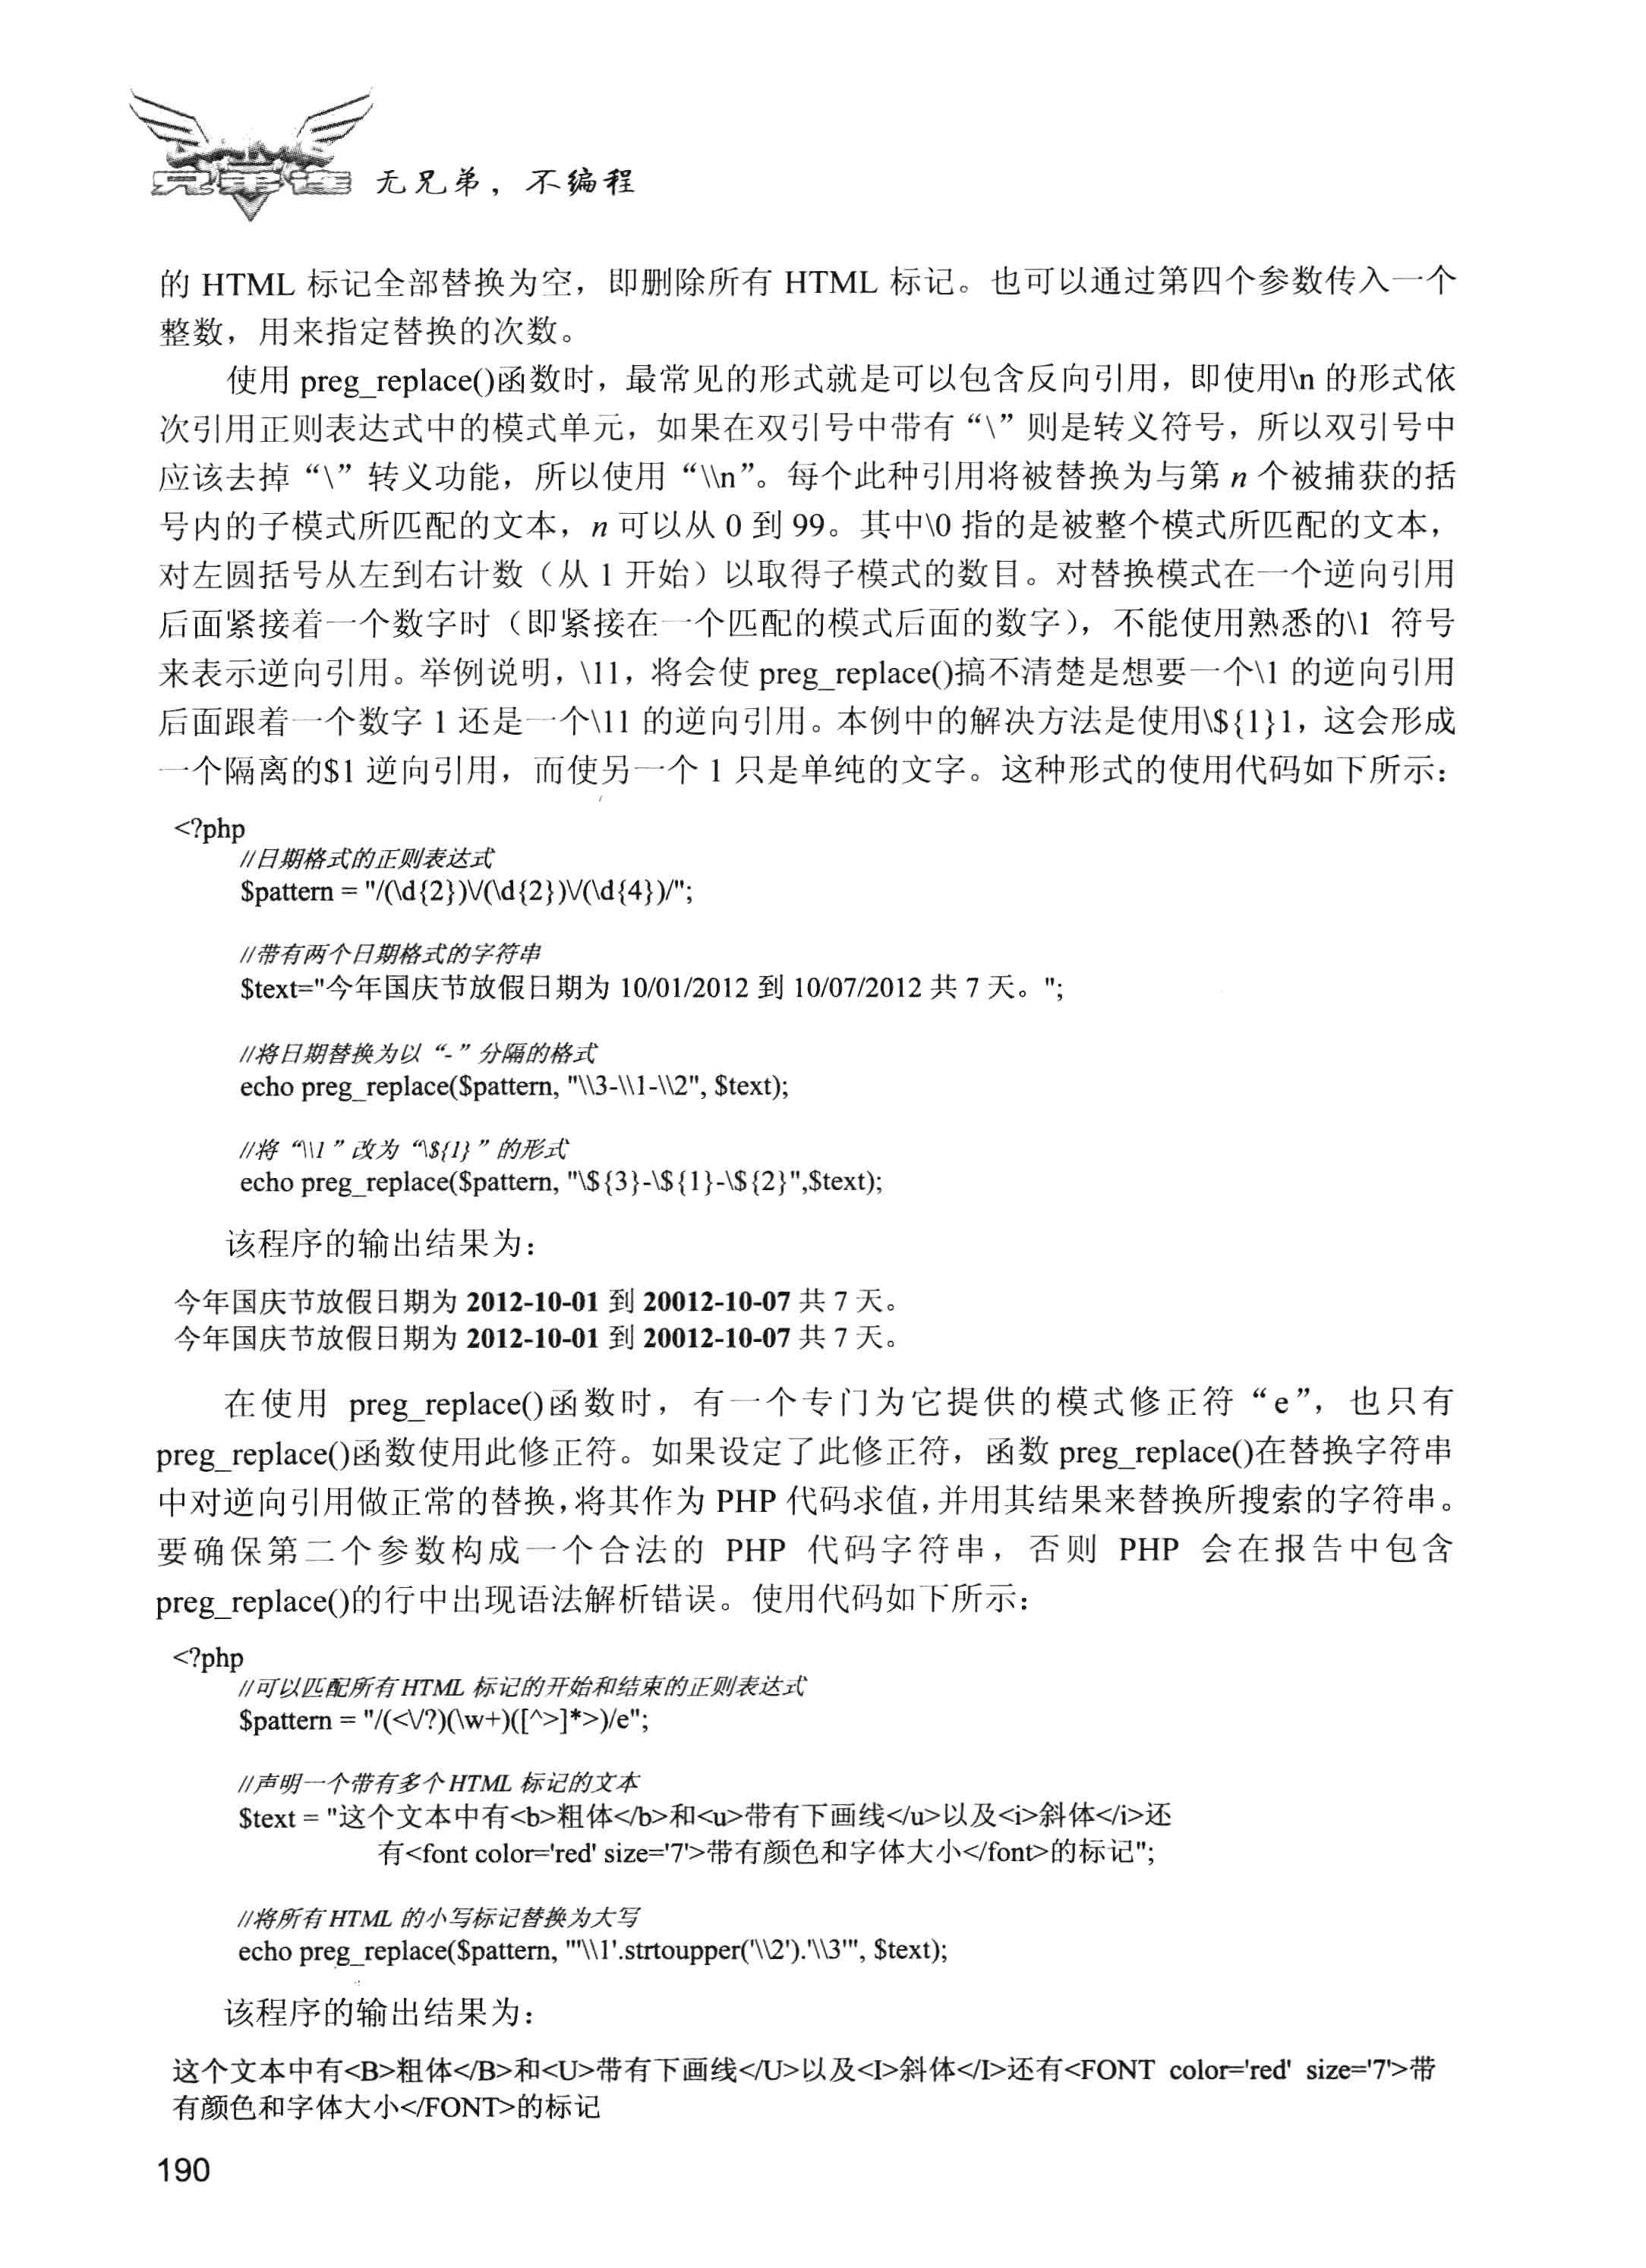 兄弟连 无兄弟，不编程
的 HTML 标记全部替换为空，即删除所有 HTML 标记。也可以通过第四个参数传入一个
整数，用来指定替换的次数。
使用 preg_replace()函数时，最常见的形式就是可以包含反向引用，即使用\n 的形式依
次引用正则表达式中的模式单元，如果在双引号中带有“\”则是转义符号，所以双引号中
应该去掉“\”转义功能，所以使用“\\n”。每个此种引用将被替换为与第 n 个被捕获的括
号内的子模式所匹配的文本，n 可以从 0 到 99。其中\0 指的是被整个模式所匹配的文本，
对左圆括号从左到右计数（从 1 开始）以取得子模式的数目。对替换模式在一个逆向引用
后面紧接着一个数字时（即紧接在一个匹配的模式后面的数字），不能使用熟悉的\1 符号
来表示逆向引用。举例说明，\11，将会使 preg_replace()搞不清楚是想要一个\1 的逆向引用
后面跟着一个数字 1 还是一个\11 的逆向引用。本例中的解决方法是使用\${1}1，这会形成
一个隔离的$1 逆向引用，而使另一个 1 只是单纯的文字。这种形式的使用代码如下所示：
<?php
//日期格式的正则表达式
$pattern = "/(\d{2})\/(\d{2})\/(\d{4})/";
//带有两个日期格式的字符串
$text="今年国庆节放假日期为 10/01/2012 到 10/07/2012 共 7 天。";
//将日期替换为以“-”分隔的格式
echo preg_replace($pattern, "\\3-\\1-\\2", $text);
//将“\\1”改为“\${1}”的形式
echo preg_replace($pattern, "\${3}-\${1}-\${2}",$text);
该程序的输出结果为：
今年国庆节放假日期为 2012-10-01 到 20012-10-07 共 7 天。
今年国庆节放假日期为 2012-10-01 到 20012-10-07 共 7 天。
在使用 preg_replace()函数时，有一个专门为它提供的模式修正符“e”，也只有
preg_replace()函数使用此修正符。如果设定了此修正符，函数 preg_replace()在替换字符串
中对逆向引用做正常的替换，将其作为 PHP 代码求值，并用其结果来替换所搜索的字符串。
要确保第二个参数构成一个合法的 PHP 代码字符串，否则 PHP 会在报告中包含
preg_replace()的行中出现语法解析错误。使用代码如下所示：
<?php
//可以匹配所有 HTML 标记的开始和结束的正则表达式
$pattern = "/(<\/?)(\w+)([^>]*>)/e";
//声明一个带有多个 HTML 标记的文本
$text = "这个文本中有<b>粗体</b>和<u>带有下画线</u>以及<i>斜体</i>还
有<font color='red' size='7'>带有颜色和字体大小</font>的标记";
//将所有 HTML 的小写标记替换为大写
echo preg_replace($pattern, "'\\1'.strtoupper('\\2').'\\3'", $text);
该程序的输出结果为：
这个文本中有<B>粗体</B>和<U>带有下画线</U>以及<I>斜体</I>还有<FONT color='red' size='7'>带
有颜色和字体大小</FONT>的标记
190